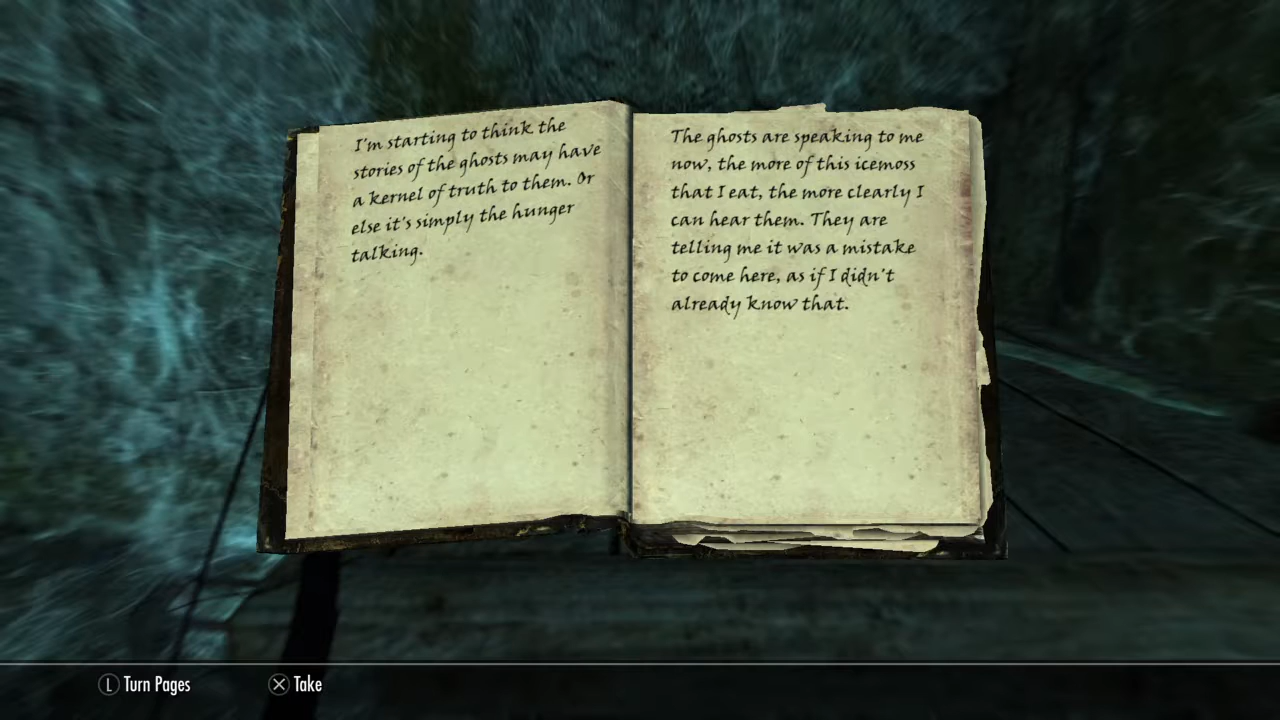 I'm starting to think the
stories of the ghosts may have
a kernel of truth to them. Or
else it's simply the hunger
talking.
The ghosts are speaking to me
now, the more of this icemoss
that I eat, the more clearly I
can hear them. They are
telling me it was a mistake
to come here, as if I didn't
already know that.
L Turn Pages
X Take